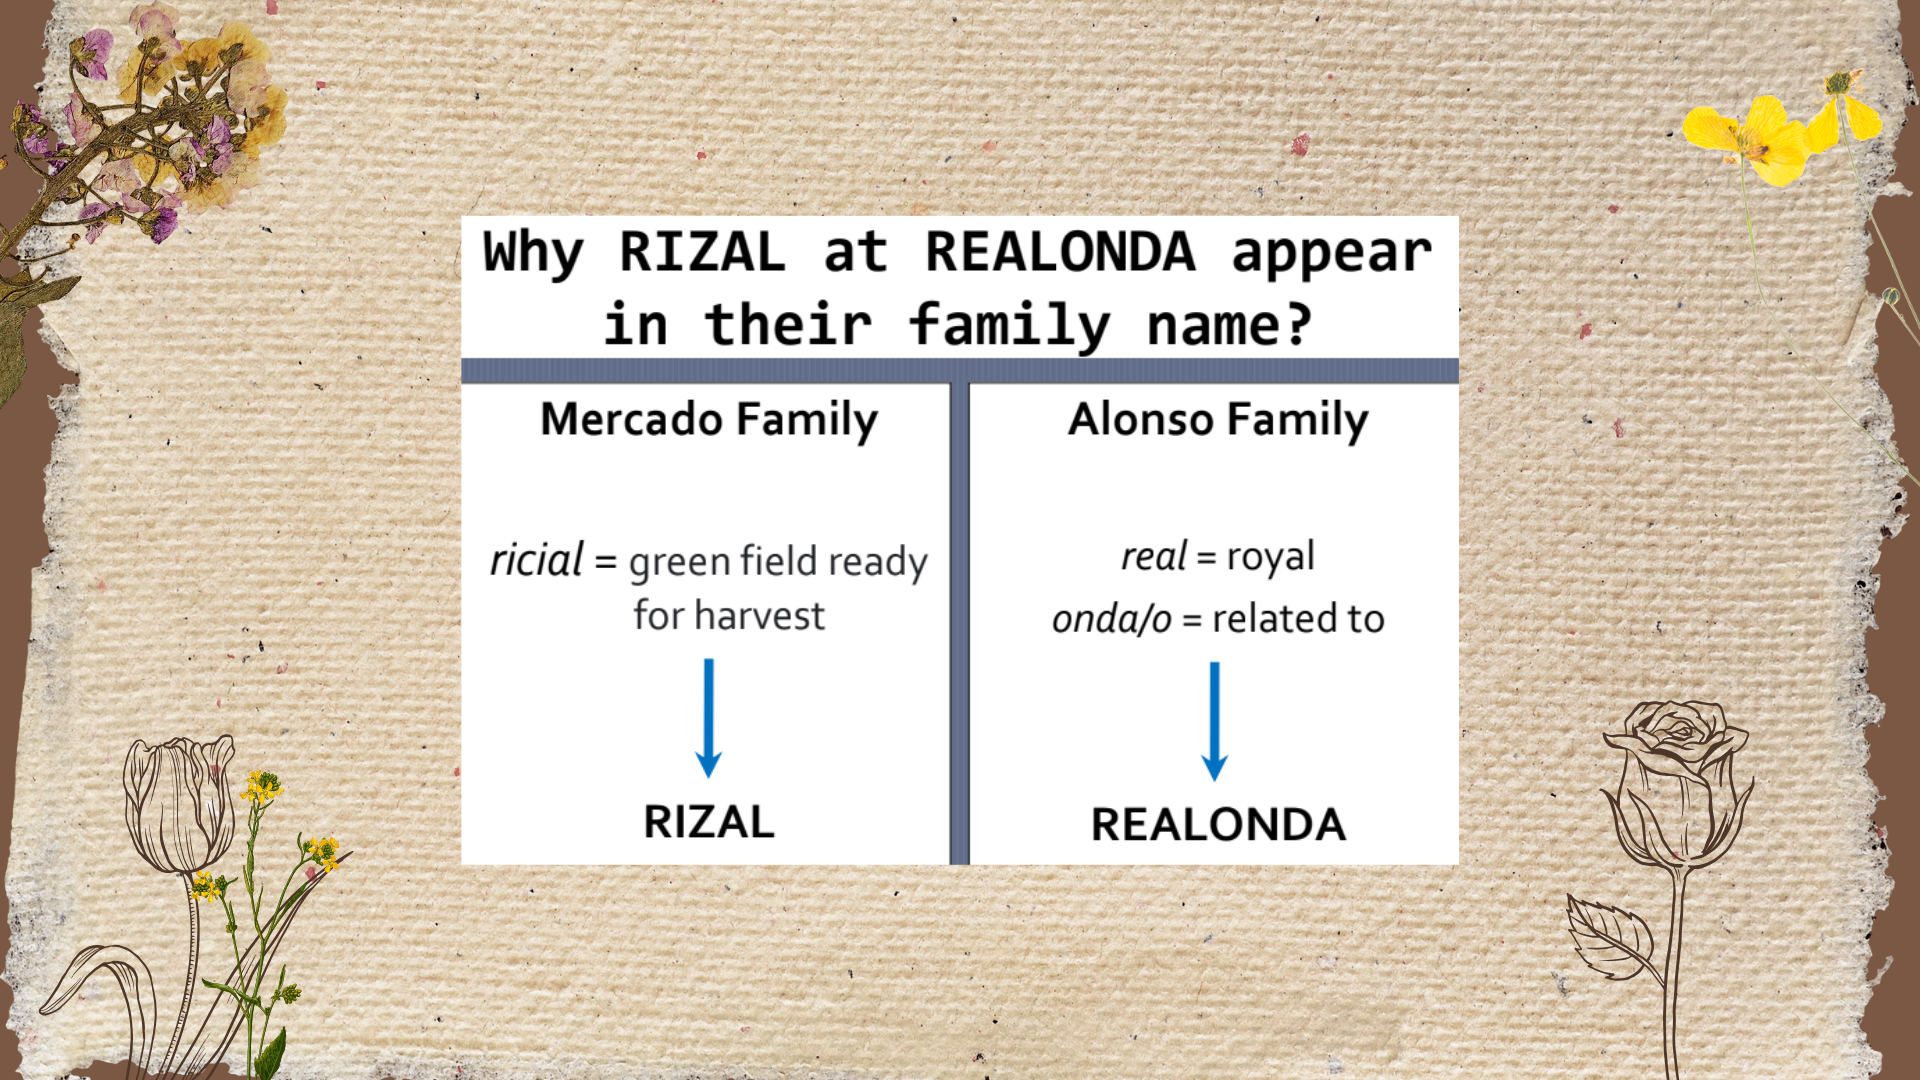 Why RIZAL at REALONDA appear
in their family name?
Mercado Family
ricial = green field ready
for harvest
RIZAL
Alonso Family
real = royal
onda/o = related to
REALONDA